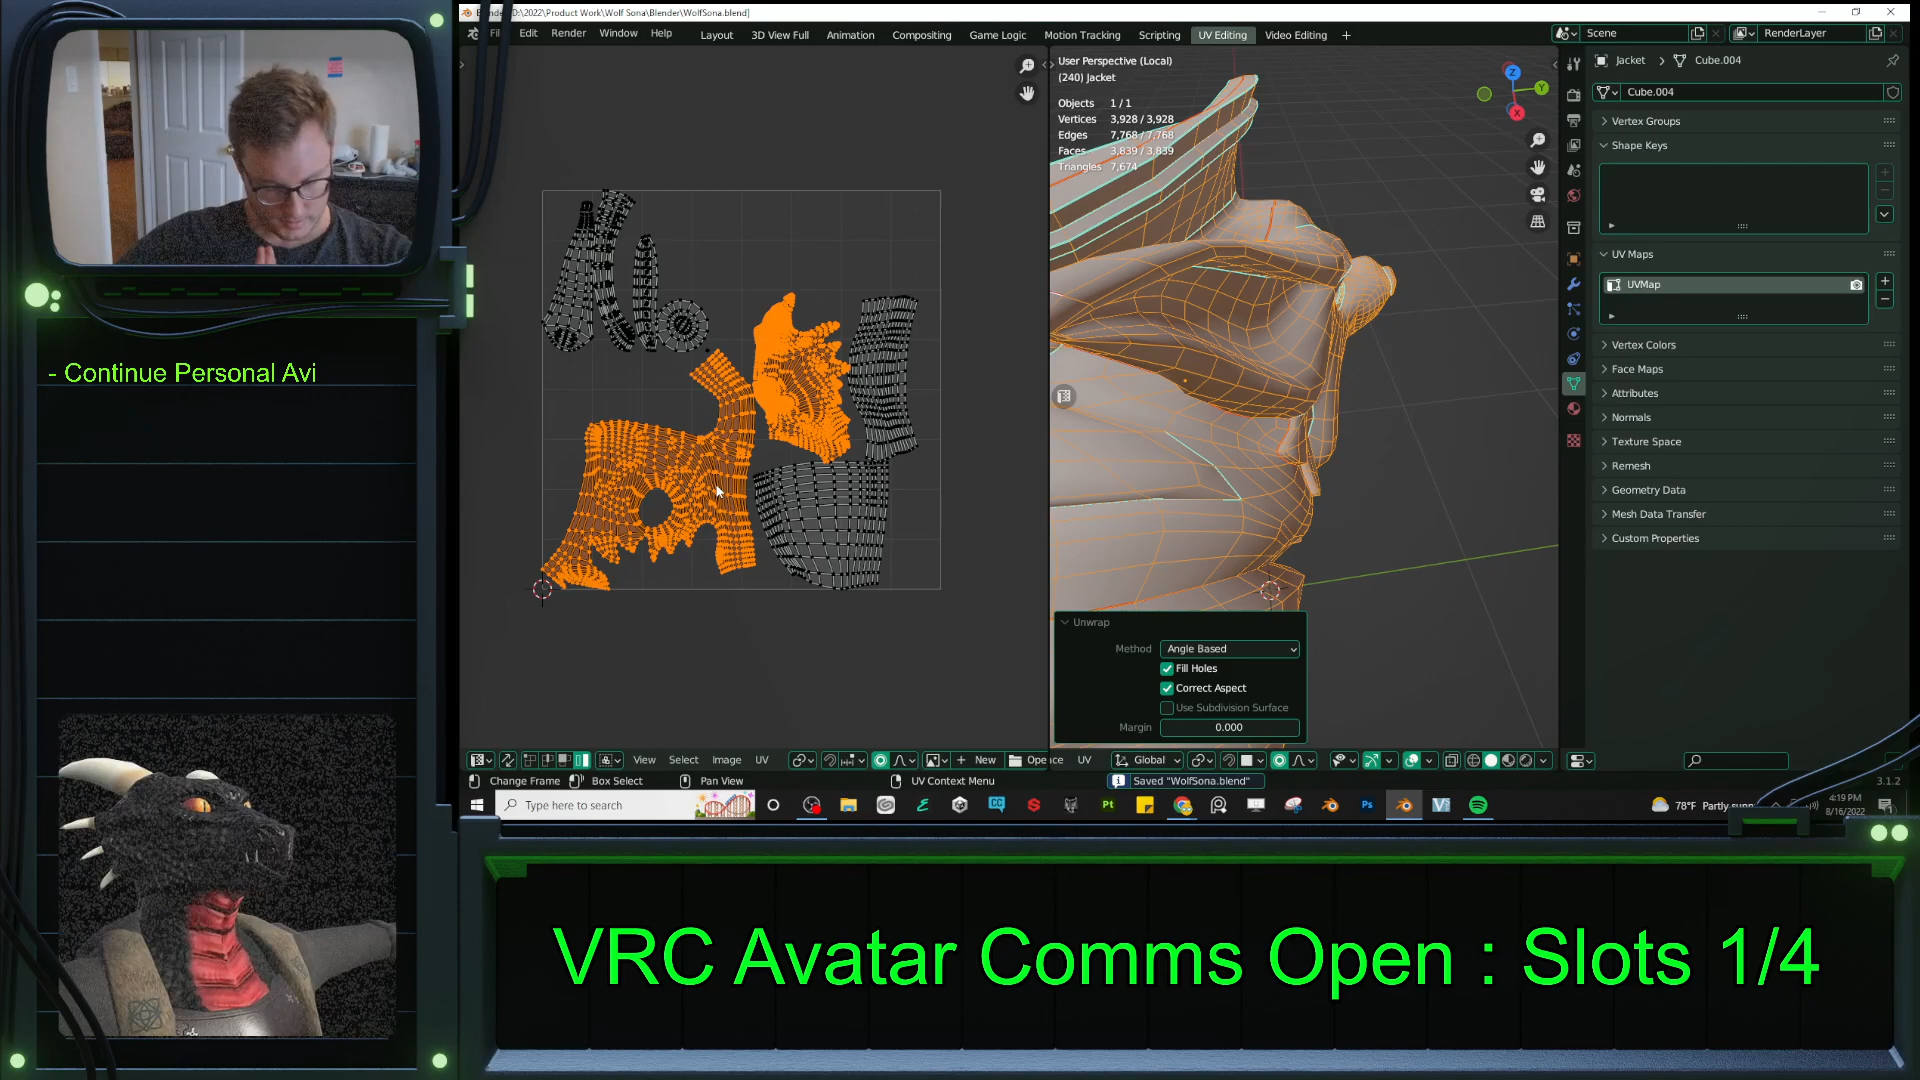 D:\2022\Product Work\Wolf Sona\Blender\WolfSona.blend]
Edit Render Window Help
Layout 3D View Full Animation Compositing Game Logic Motion Tracking Scripting UV Editing Video Editing +
Scene RenderLayer
User Perspective (Local)
(240) Jacket
Objects 1 / 1
Vertices 3,928 / 3,928
Edges 7,768 / 7,768
Faces 3,839 / 3,839
Triangles 7,674
Z
Y
X
Jacket > Cube.004
Cube.004
Vertex Groups
Shape Keys
UV Maps
UVMap
Vertex Colors
Face Maps
Attributes
Normals
Texture Space
Remesh
Geometry Data
Mesh Data Transfer
Custom Properties
- Continue Personal Avi
Unwrap
Method Angle Based
Fill Holes
Correct Aspect
Use Subdivision Surface
Margin 0.000
View Select Image UV + New
UV Global
Change Frame Box Select Pan View UV Context Menu Saved "WolfSona.blend" 3.1.2
Type here to search
Pt
Ps
78°F
4:19 PM
8/16/2022
VRC Avatar Comms Open : Slots 1/4